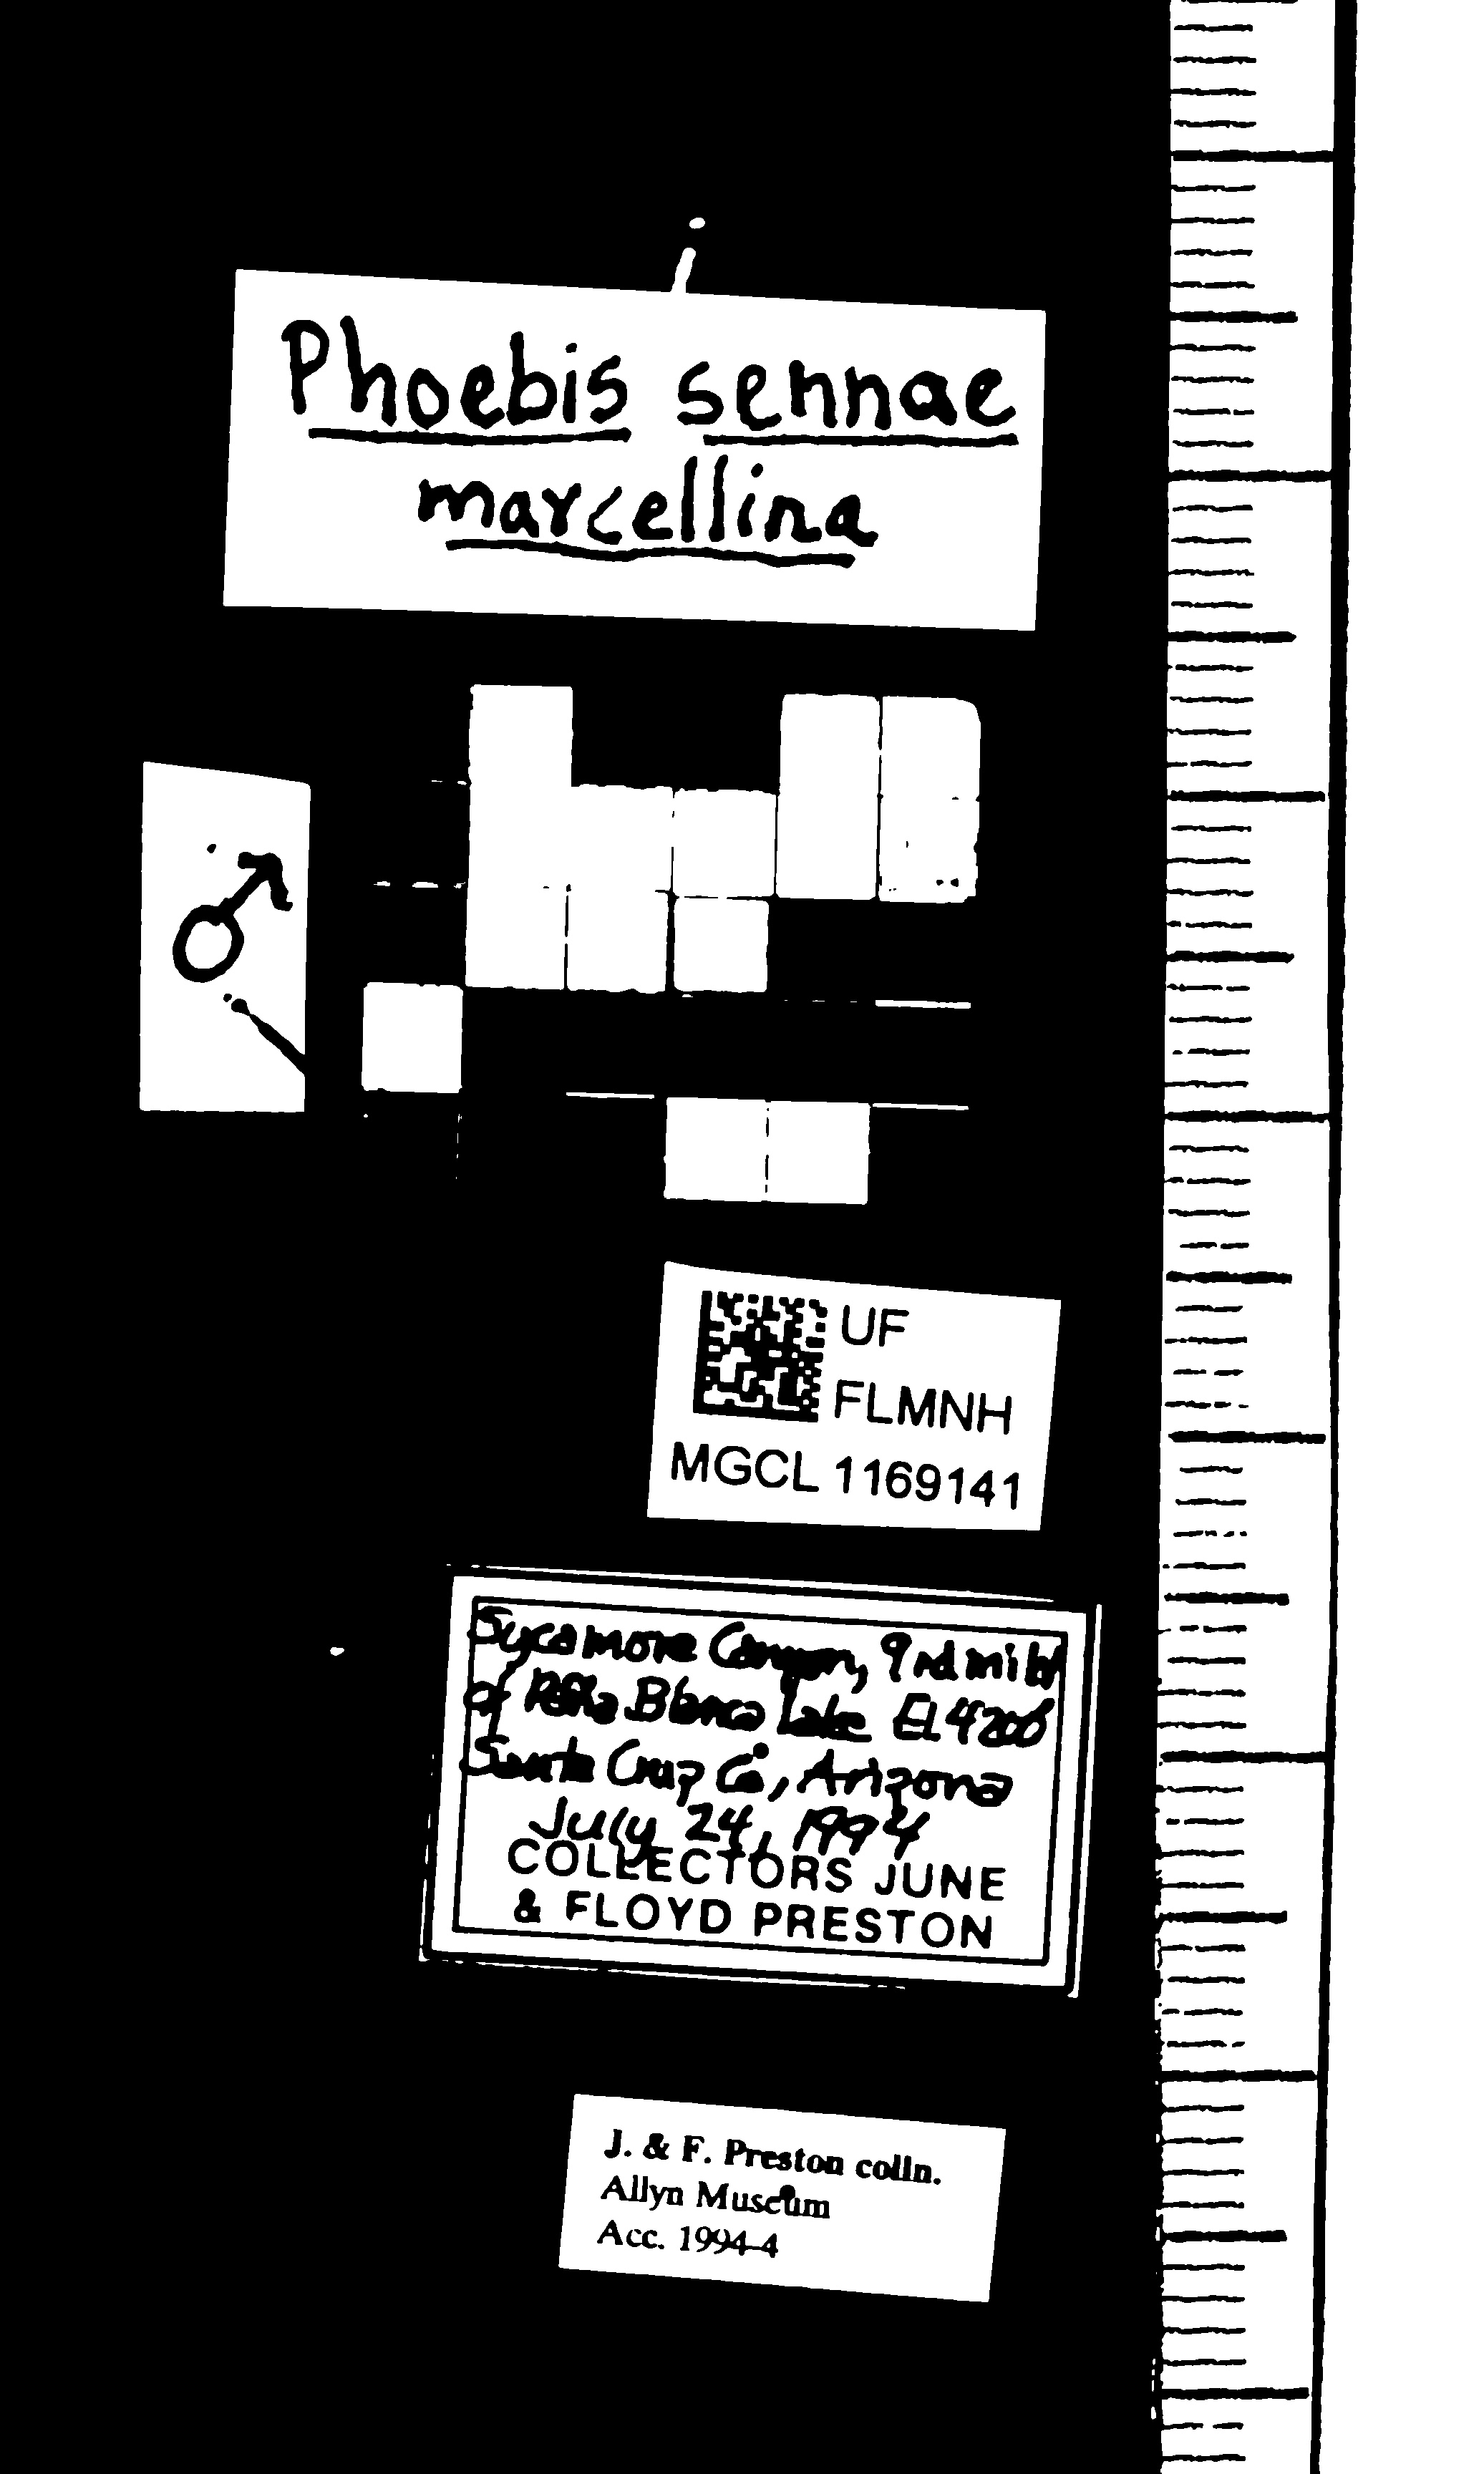 Phoebis sennae
marcellina
♂
UF
FLMNH
MGCL 1169141
Sycamore Canyon, 9 rd mi W
of Peña Blanca Lake EL 4200
Santa Cruz Co, Arizona
July 24, 1994
COLLECTORS JUNE
& FLOYD PRESTON
J. & F. Preston colln.
Allyn Museum
Acc. 1994-4